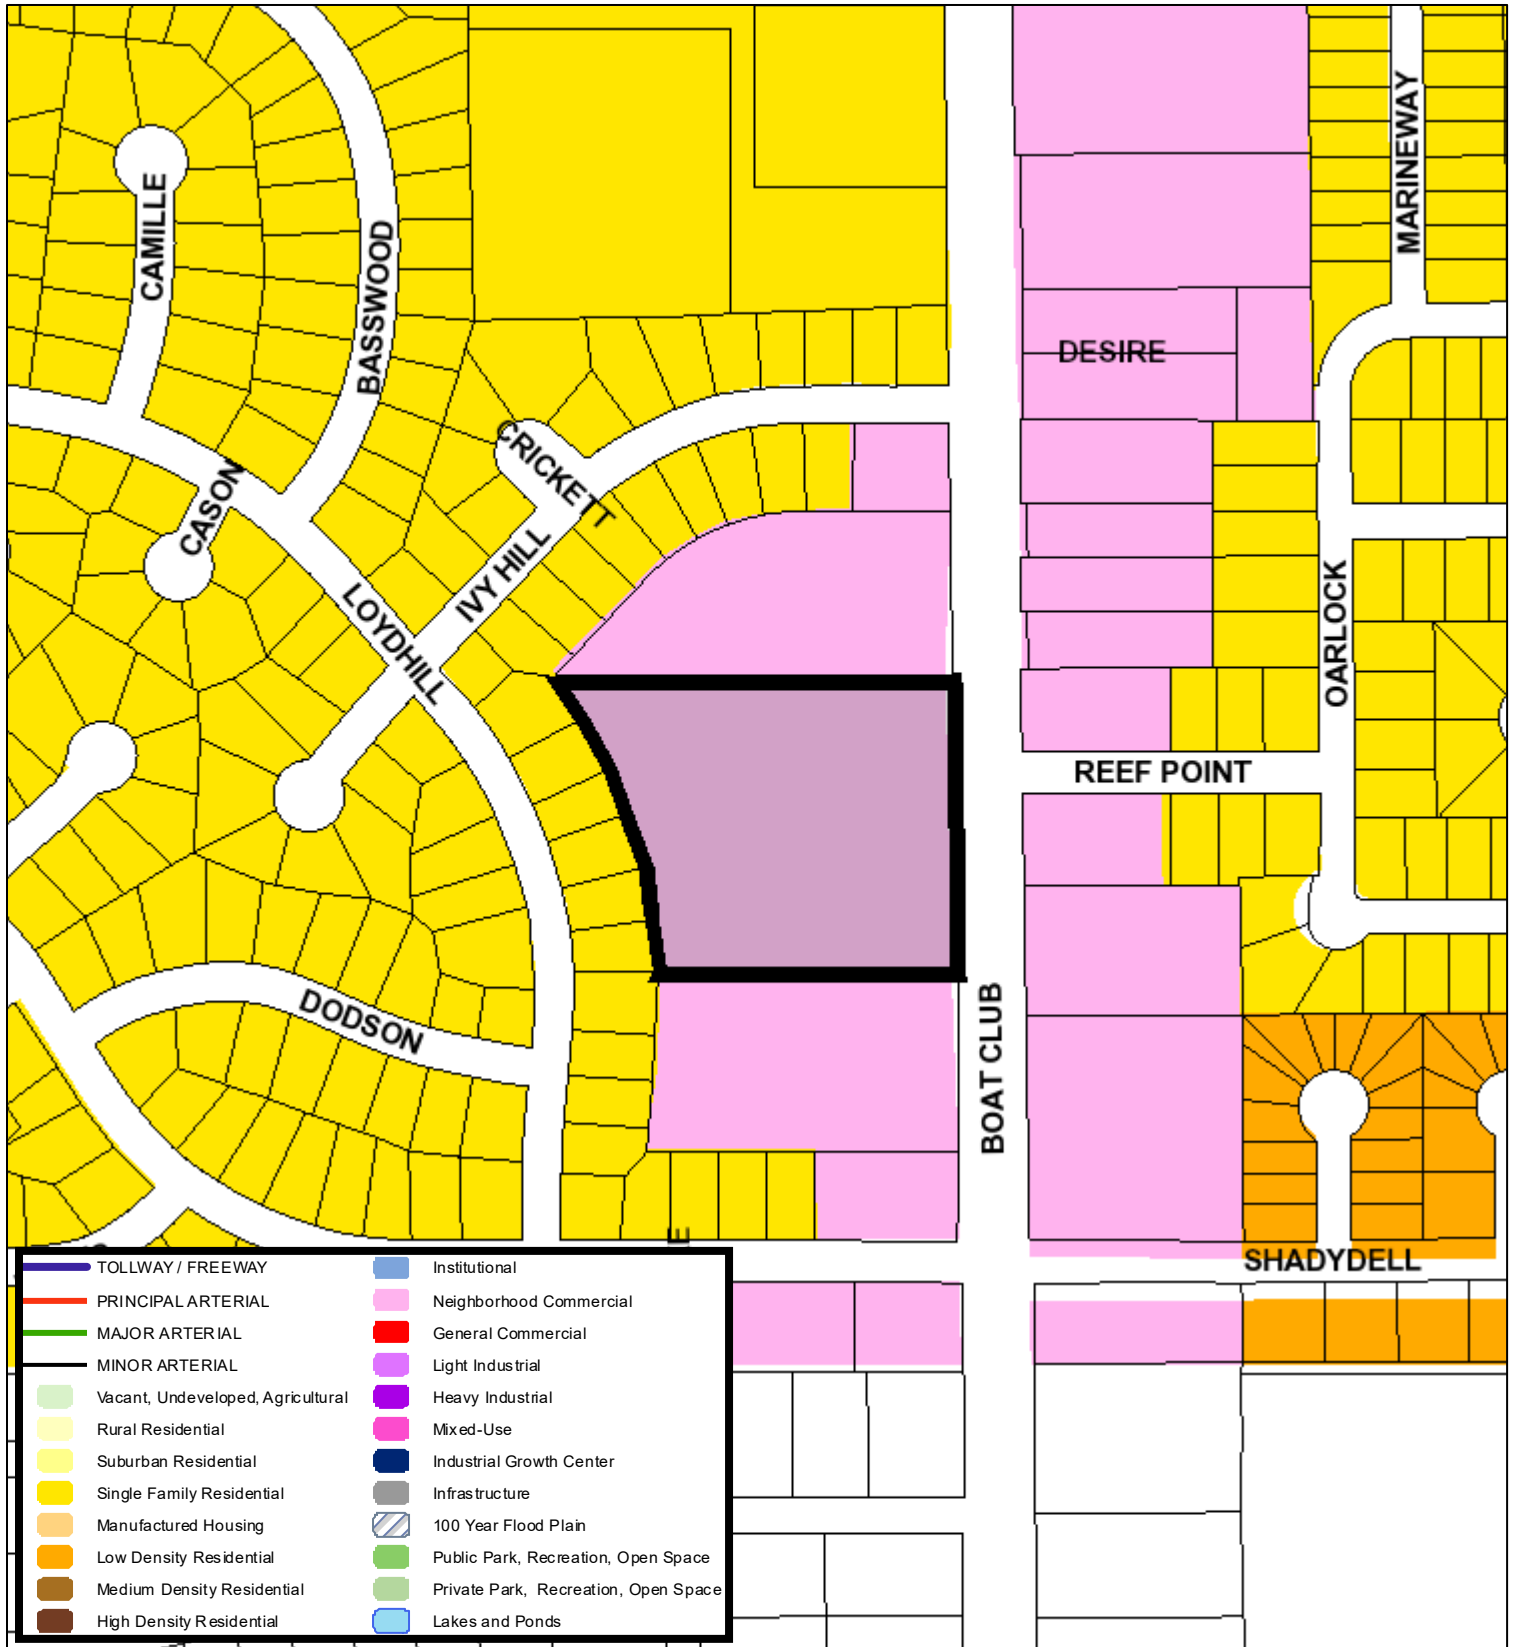 MARINEWAY
CAMILLE
BASSWOOD
DESIRE
CRICKETT
CASON
IVY HILL
LOYDHILL
OARLOCK
REEF POINT
DODSON
BOAT CLUB
SHADYDELL
E
TOLLWAY / FREEWAY
PRINCIPAL ARTERIAL
MAJOR ARTERIAL
MINOR ARTERIAL
Vacant, Undeveloped, Agricultural
Rural Residential
Suburban Residential
Single Family Residential
Manufactured Housing
Low Density Residential
Medium Density Residential
High Density Residential
Institutional
Neighborhood Commercial
General Commercial
Light Industrial
Heavy Industrial
Mixed-Use
Industrial Growth Center
Infrastructure
100 Year Flood Plain
Public Park, Recreation, Open Space
Private Park, Recreation, Open Space
Lakes and Ponds